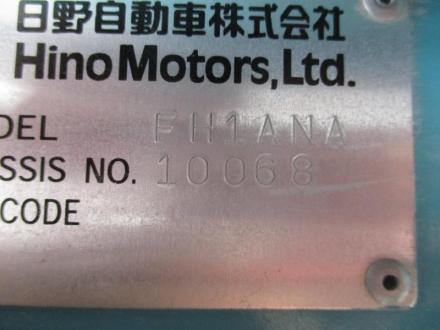 日野自動車株式会社
Hino Motors, Ltd.
DEL FH1ANA
SSIS NO. 10068
CODE